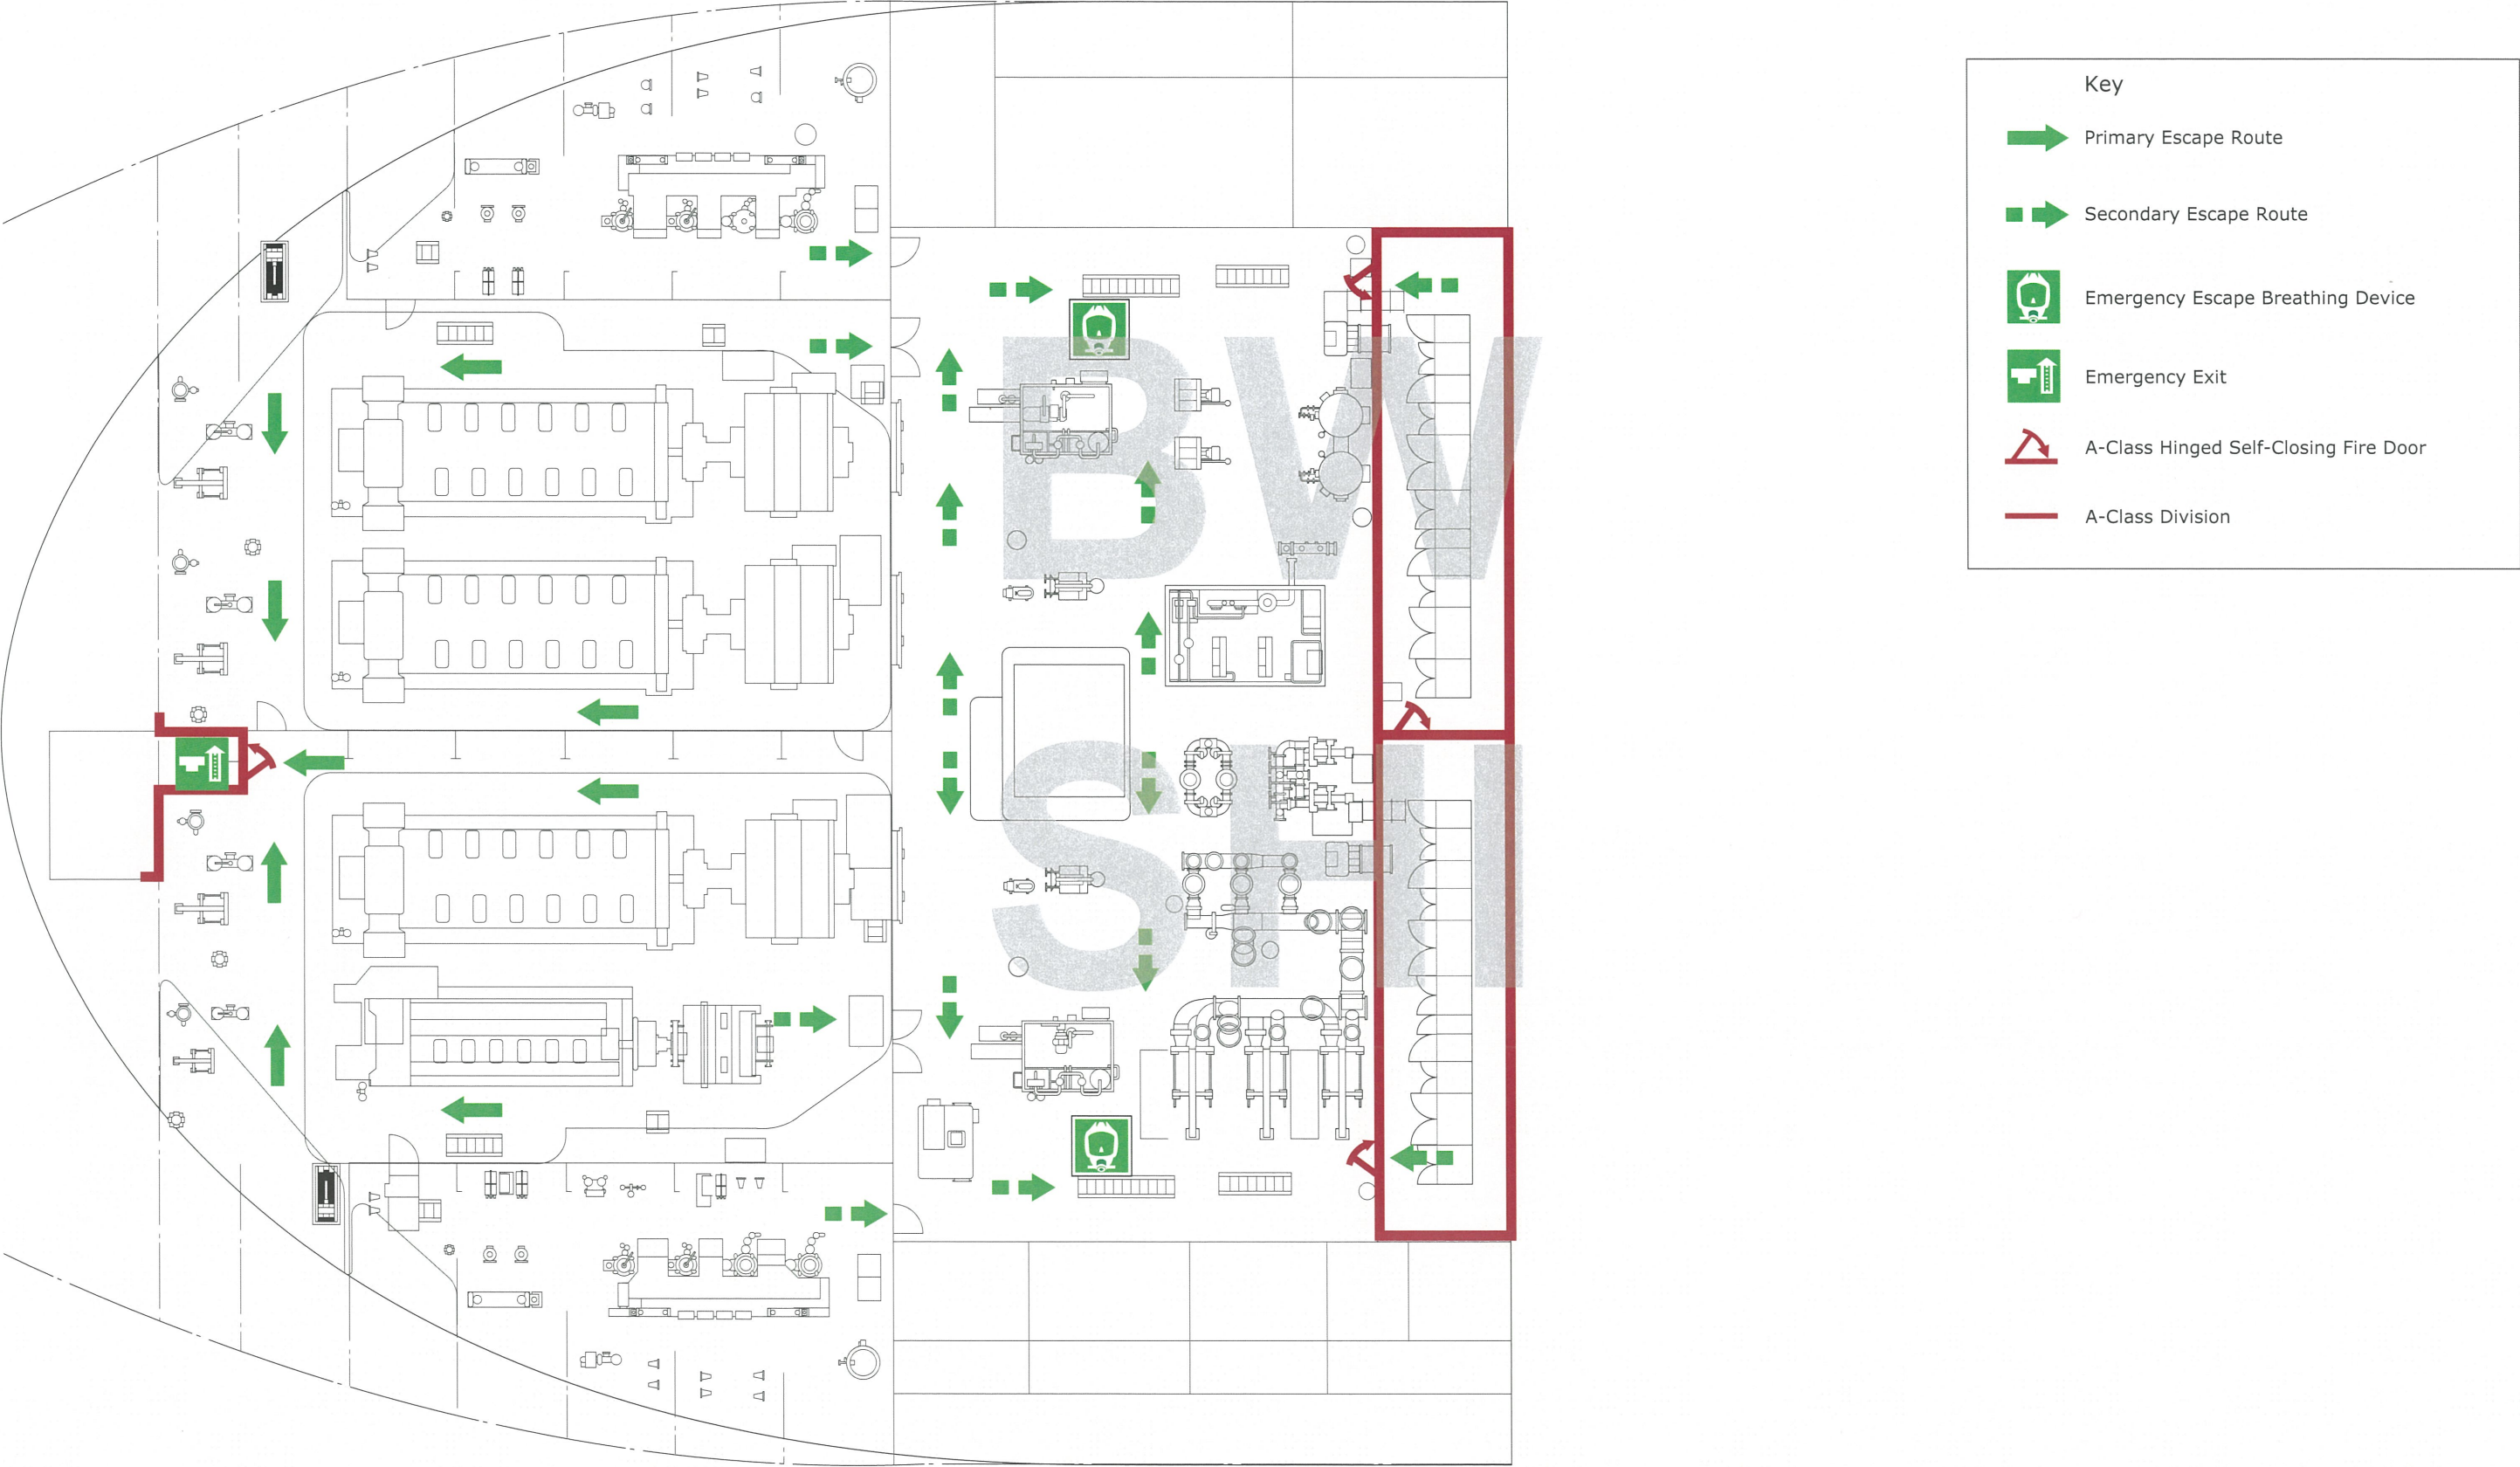 Key
Primary Escape Route
Secondary Escape Route
Emergency Escape Breathing Device
Emergency Exit
A-Class Hinged Self-Closing Fire Door
A-Class Division
BW
SHI